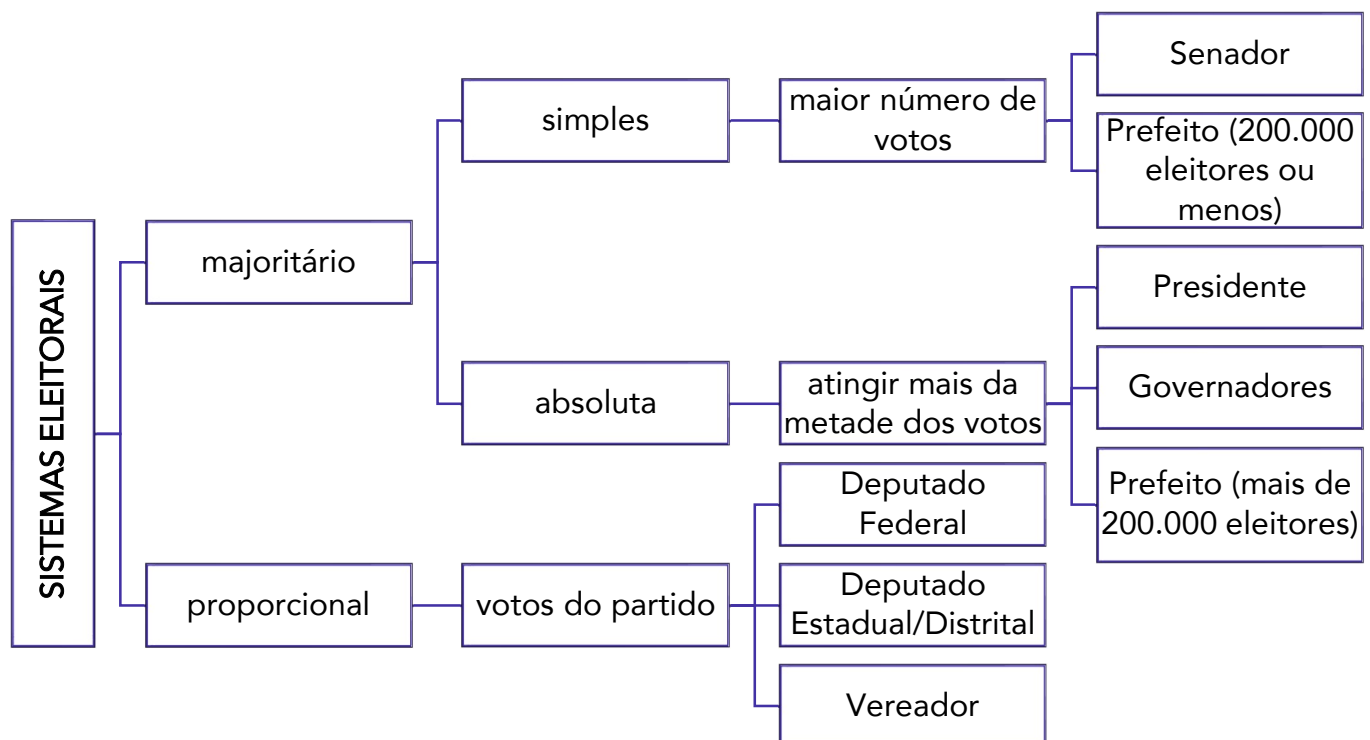 SISTEMAS ELEITORAIS
majoritário
simples
maior número de
votos
Senador
Prefeito (200.000
eleitores ou
menos)
absoluta
atingir mais da
metade dos votos
Presidente
Governadores
Prefeito (mais de
200.000 eleitores)
proporcional
votos do partido
Deputado
Federal
Deputado
Estadual/Distrital
Vereador